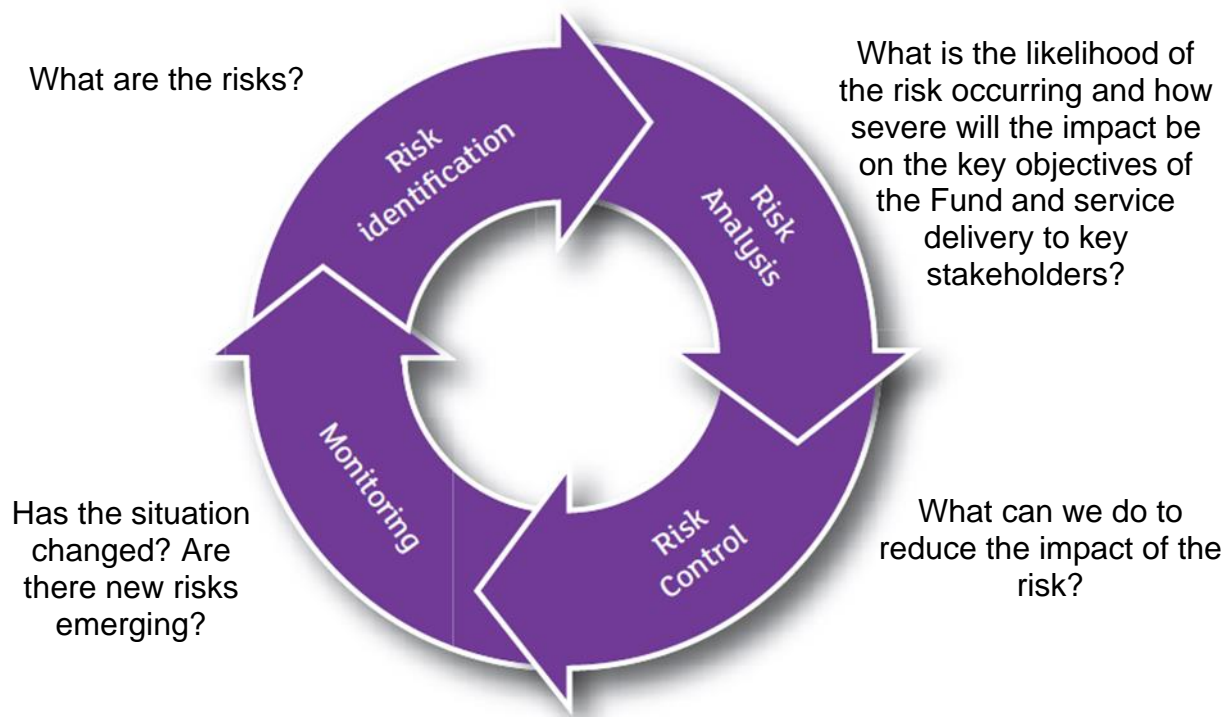 What are the risks?
Risk
identification
What is the likelihood of
the risk occurring and how
severe will the impact be
on the key objectives of
the Fund and service
delivery to key
stakeholders?
Risk
Analysis
What can we do to
reduce the impact of the
risk?
Risk
Control
Monitoring
Has the situation
changed? Are
there new risks
emerging?